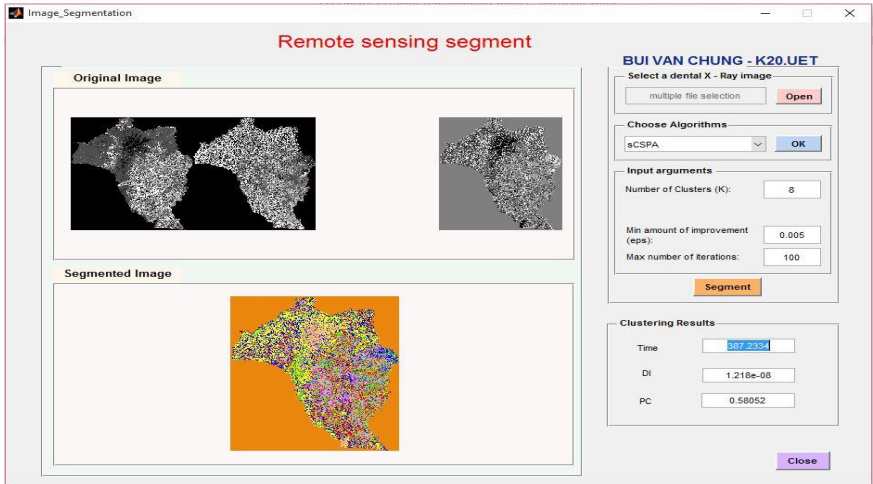 Image_Segmentation
Remote sensing segment
BUI VAN CHUNG - K20.UET
Original Image
Select a dental X - Ray image
multiple file selection
Open
Choose Algorithms
sCSPA
OK
Input arguments
Number of Clusters (K):
8
Min amount of improvement
(eps):
0.005
Max number of iterations:
100
Segment
Segmented Image
Clustering Results
Time
387.2334
DI
1.218e-08
PC
0.58052
Close